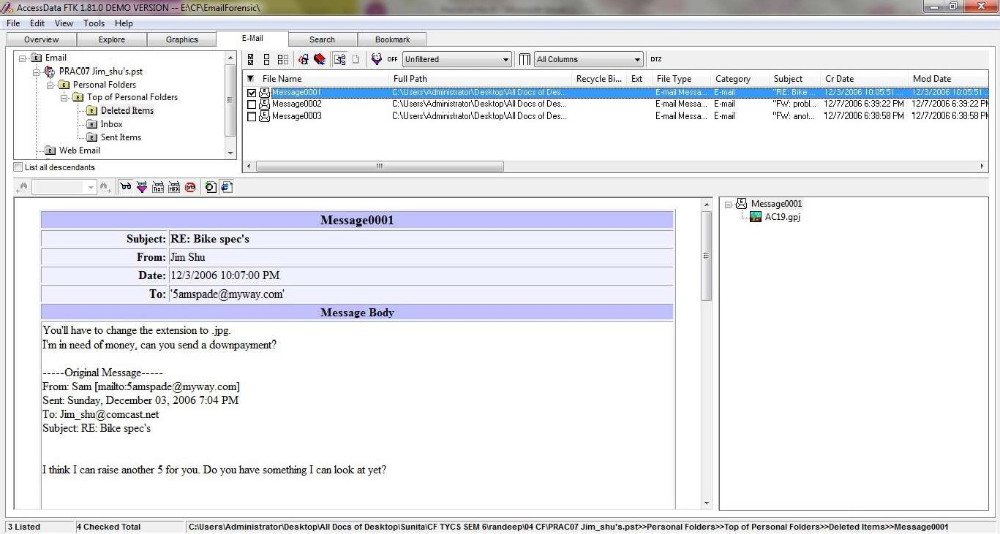 AccessData FTK 1.81.0 DEMO VERSION -- E:\CF\EmailForensic\
File Edit View Tools Help
Overview Explore Graphics E-Mail Search Bookmark
Email
PRAC07 Jim_shu's.pst
Personal Folders
Top of Personal Folders
Deleted Items
Inbox
Sent Items
Web Email
List all descendants
OFF Unfiltered All Columns DTZ
File Name Full Path Recycle Bi... Ext File Type Category Subject Cr Date Mod Date
Message0001 C:\Users\Administrator\Desktop\All Docs of Des... E-mail Messa... E-mail "RE: Bike ... 12/3/2006 10:05:51 ... 12/3/2006 10:05:51 ...
Message0002 C:\Users\Administrator\Desktop\All Docs of Des... E-mail Messa... E-mail "FW: probl... 12/7/2006 6:39:22 PM 12/7/2006 6:39:22 PM
Message0003 C:\Users\Administrator\Desktop\All Docs of Des... E-mail Messa... E-mail "FW: anot... 12/7/2006 6:38:58 PM 12/7/2006 6:38:58 PM
TEXT HEX
Message0001
Subject: RE: Bike spec's
From: Jim Shu
Date: 12/3/2006 10:07:00 PM
To: '5amspade@myway.com'
Message Body
You'll have to change the extension to .jpg.
I'm in need of money, can you send a downpayment?
-----Original Message-----
From: Sam [mailto:5amspade@myway.com]
Sent: Sunday, December 03, 2006 7:04 PM
To: Jim_shu@comcast.net
Subject: RE: Bike spec's
I think I can raise another 5 for you. Do you have something I can look at yet?
Message0001
AC19.gpj
3 Listed 4 Checked Total C:\Users\Administrator\Desktop\All Docs of Desktop\Sunita\CF TYCS SEM 6\randeep\04 CF\PRAC07 Jim_shu's.pst>>Personal Folders>>Top of Personal Folders>>Deleted Items>>Message0001